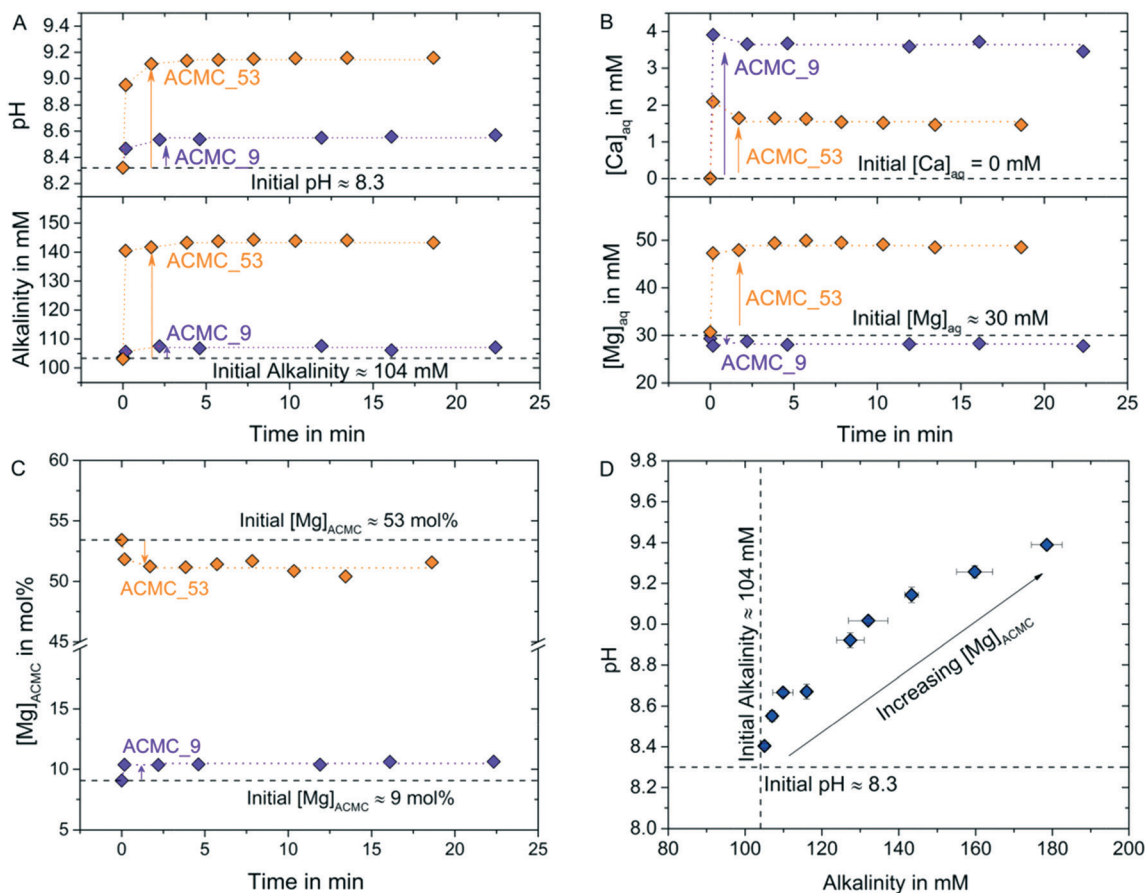 A
9.4
9.2
9.0
8.8
8.6
8.4
8.2
pH
ACMC_53
ACMC_9
Initial pH ≈ 8.3
150
140
130
120
110
100
Alkalinity in mM
ACMC_53
ACMC_9
Initial Alkalinity ≈ 104 mM
0 5 10 15 20 25
Time in min
B
4
3
2
1
0
[Ca]aq in mM
ACMC_9
ACMC_53
Initial [Ca]aq = 0 mM
50
40
30
20
[Mg]aq in mM
ACMC_53
Initial [Mg]aq ≈ 30 mM
ACMC_9
0 5 10 15 20 25
Time in min
C
60
55
50
45
15
10
5
[Mg]ACMC in mol%
Initial [Mg]ACMC ≈ 53 mol%
ACMC_53
ACMC_9
Initial [Mg]ACMC ≈ 9 mol%
0 5 10 15 20 25
Time in min
D
9.8
9.6
9.4
9.2
9.0
8.8
8.6
8.4
8.2
8.0
pH
Initial Alkalinity ≈ 104 mM
Increasing [Mg]ACMC
Initial pH ≈ 8.3
80 100 120 140 160 180 200
Alkalinity in mM